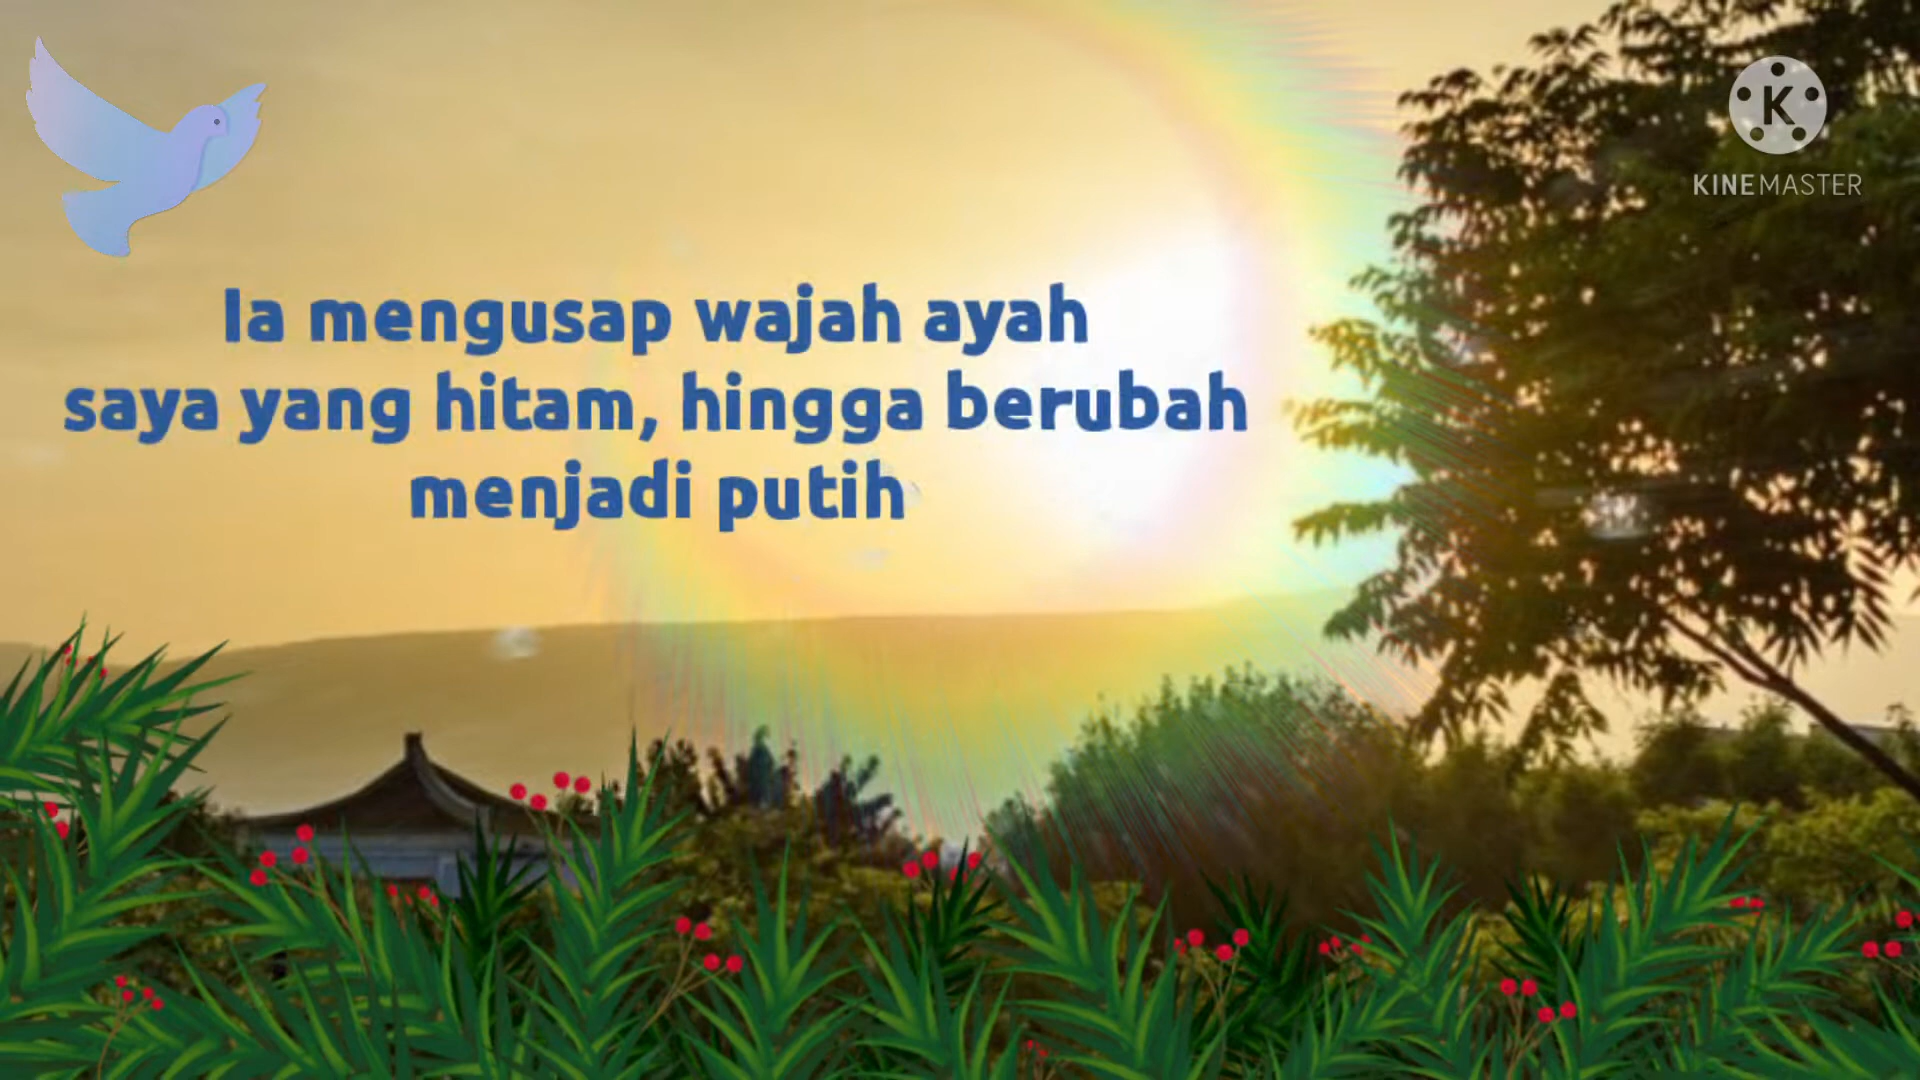 K
KINEMASTER
Ia mengusap wajah ayah
saya yang hitam, hingga berubah
menjadi putih